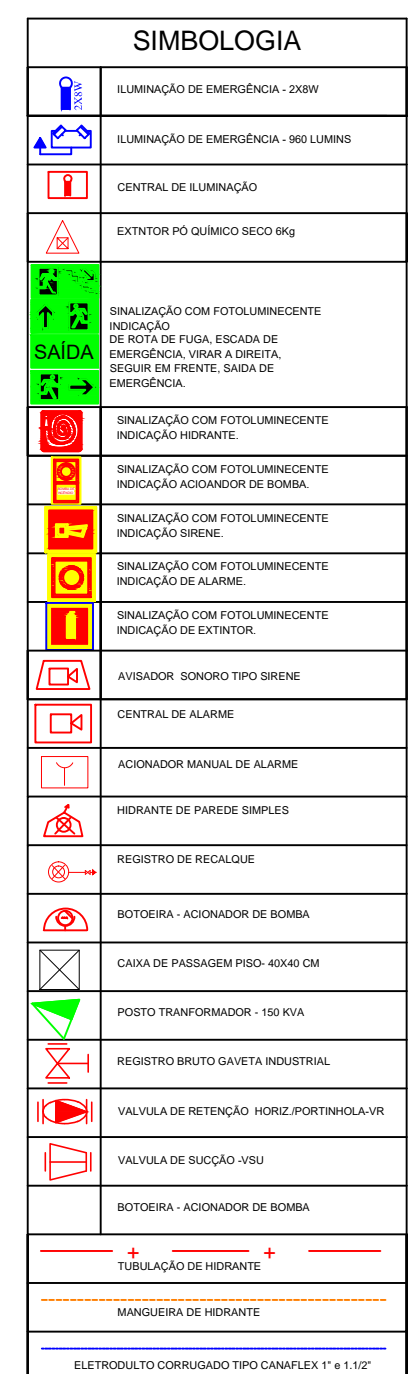 SIMBOLOGIA
2X8W
ILUMINAÇÃO DE EMERGÊNCIA - 2X8W
ILUMINAÇÃO DE EMERGÊNCIA - 960 LUMINS
CENTRAL DE ILUMINAÇÃO
EXTNTOR PÓ QUÍMICO SECO 6Kg
SAÍDA
SINALIZAÇÃO COM FOTOLUMINECENTE
INDICAÇÃO
DE ROTA DE FUGA, ESCADA DE
EMERGÊNCIA, VIRAR A DIREITA,
SEGUIR EM FRENTE, SAIDA DE
EMERGÊNCIA.
SINALIZAÇÃO COM FOTOLUMINECENTE
INDICAÇÃO HIDRANTE.
SINALIZAÇÃO COM FOTOLUMINECENTE
INDICAÇÃO ACIOANDOR DE BOMBA.
SINALIZAÇÃO COM FOTOLUMINECENTE
INDICAÇÃO SIRENE.
SINALIZAÇÃO COM FOTOLUMINECENTE
INDICAÇÃO DE ALARME.
SINALIZAÇÃO COM FOTOLUMINECENTE
INDICAÇÃO DE EXTINTOR.
AVISADOR SONORO TIPO SIRENE
CENTRAL DE ALARME
ACIONADOR MANUAL DE ALARME
HIDRANTE DE PAREDE SIMPLES
REGISTRO DE RECALQUE
BOTOEIRA - ACIONADOR DE BOMBA
CAIXA DE PASSAGEM PISO- 40X40 CM
POSTO TRANFORMADOR - 150 KVA
REGISTRO BRUTO GAVETA INDUSTRIAL
VALVULA DE RETENÇÃO HORIZ./PORTINHOLA-VR
VALVULA DE SUCÇÃO -VSU
BOTOEIRA - ACIONADOR DE BOMBA
TUBULAÇÃO DE HIDRANTE
MANGUEIRA DE HIDRANTE
ELETRODULTO CORRUGADO TIPO CANAFLEX 1" e 1.1/2"